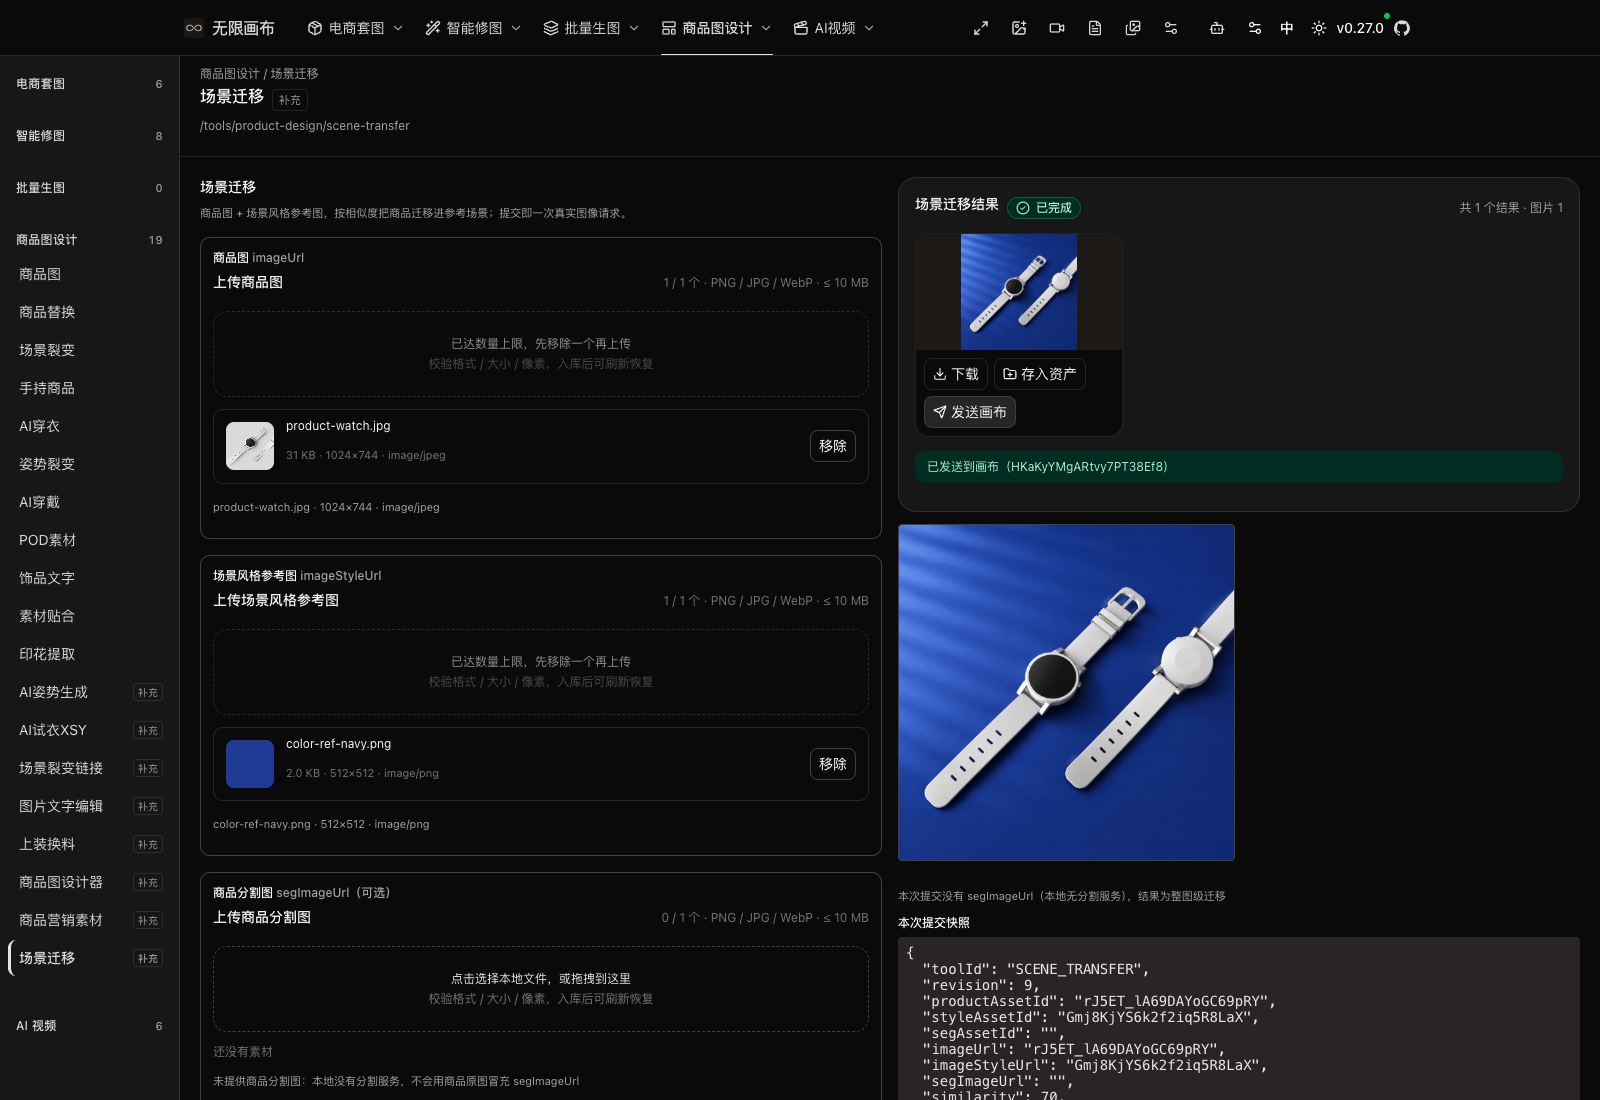 无限画布
电商套图
智能修图
批量生图
商品图设计
AI视频
中
v0.27.0
电商套图 6
智能修图 8
批量生图 0
商品图设计 19
商品图
商品替换
场景裂变
手持商品
AI穿衣
姿势裂变
AI穿戴
POD素材
饰品文字
素材贴合
印花提取
AI姿势生成 补充
AI试衣XSY 补充
场景裂变链接 补充
图片文字编辑 补充
上装换料 补充
商品图设计器 补充
商品营销素材 补充
场景迁移 补充
AI 视频 6
商品图设计 / 场景迁移
场景迁移 补充
/tools/product-design/scene-transfer
场景迁移
商品图 + 场景风格参考图，按相似度把商品迁移进参考场景；提交即一次真实图像请求。
商品图 imageUrl
上传商品图 1 / 1 个 · PNG / JPG / WebP · ≤ 10 MB
已达数量上限，先移除一个再上传
校验格式 / 大小 / 像素，入库后可刷新恢复
product-watch.jpg
31 KB · 1024×744 · image/jpeg
移除
product-watch.jpg · 1024×744 · image/jpeg
场景风格参考图 imageStyleUrl
上传场景风格参考图 1 / 1 个 · PNG / JPG / WebP · ≤ 10 MB
已达数量上限，先移除一个再上传
校验格式 / 大小 / 像素，入库后可刷新恢复
color-ref-navy.png
2.0 KB · 512×512 · image/png
移除
color-ref-navy.png · 512×512 · image/png
商品分割图 segImageUrl（可选）
上传商品分割图 0 / 1 个 · PNG / JPG / WebP · ≤ 10 MB
点击选择本地文件，或拖拽到这里
校验格式 / 大小 / 像素，入库后可刷新恢复
还没有素材
未提供商品分割图：本地没有分割服务，不会用商品原图冒充 segImageUrl
场景迁移结果 已完成 共 1 个结果 · 图片 1
下载
存入资产
发送画布
已发送到画布（HKaKyYMgARtvy7PT38Ef8）
本次提交没有 segImageUrl（本地无分割服务），结果为整图级迁移
本次提交快照
{
"toolId": "SCENE_TRANSFER",
"revision": 9,
"productAssetId": "rJ5ET_lA69DAYoGC69pRY",
"styleAssetId": "Gmj8KjYS6k2f2iq5R8LaX",
"segAssetId": "",
"imageUrl": "rJ5ET_lA69DAYoGC69pRY",
"imageStyleUrl": "Gmj8KjYS6k2f2iq5R8LaX",
"segImageUrl": "",
"similarity": 70,